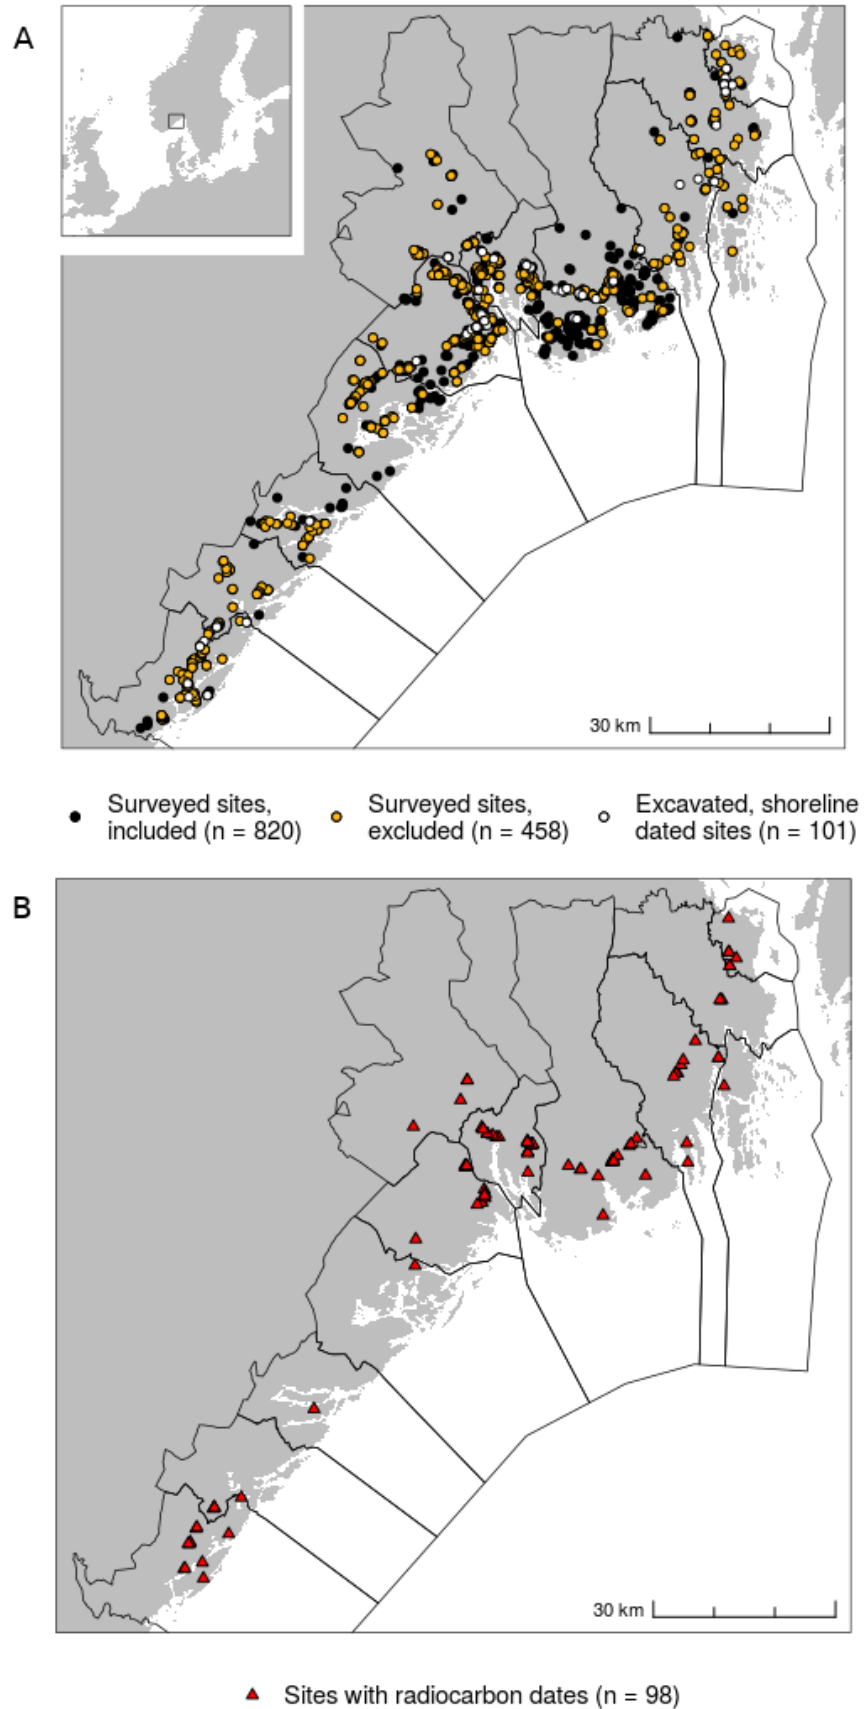 A
30 km
Surveyed sites,
included (n = 820)
Surveyed sites,
excluded (n = 458)
Excavated, shoreline
dated sites (n = 101)
B
30 km
Sites with radiocarbon dates (n = 98)